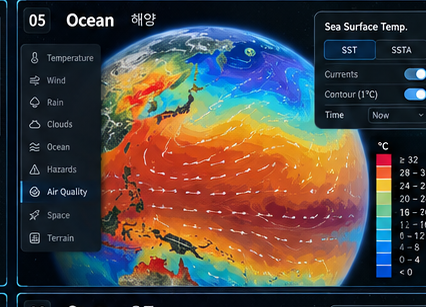 05 Ocean 해양
Temperature
Wind
Rain
Clouds
Ocean
Hazards
Air Quality
Space
Terrain
Sea Surface Temp.
SST SSTA
Currents
Contour (1°C)
Time Now
°C
≥ 32
28 - 3
24 - 2
20 - 2
16 - 2
12 - 1
6 - 12
4 - 8
0 - 4
< 0